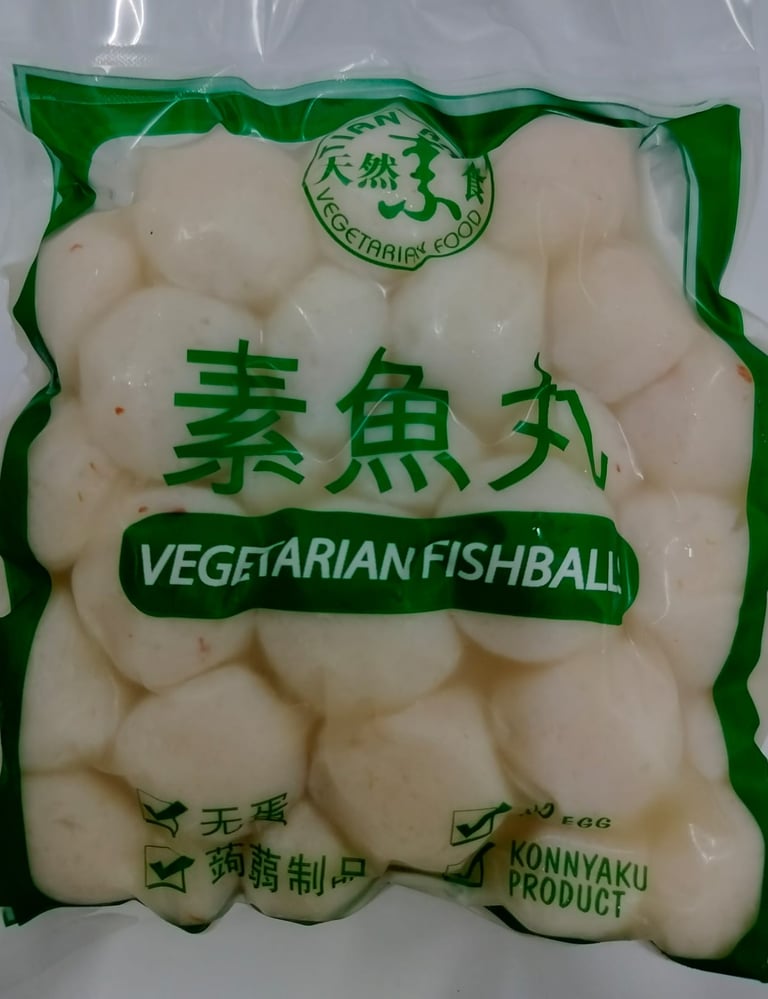 TIAN
天然素食
VEGETARIAN FOOD
素魚丸
VEGETARIAN FISHBALL
无蛋
EGG
蒟蒻制品
KONNYAKU
PRODUCT